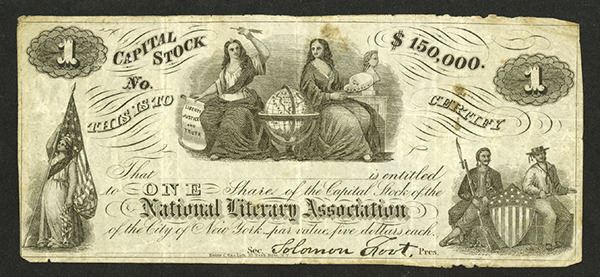 1
CAPITAL STOCK
$ 150,000.
1
No.
THIS IS TO CERTIFY
LIBERTY
JUSTICE
AND
TRUTH
That is entitled
to ONE Share of the Capital Stock of the
National Literary Association
of the City of New York par value, five dollars each.
Sec. Solomon Pres.